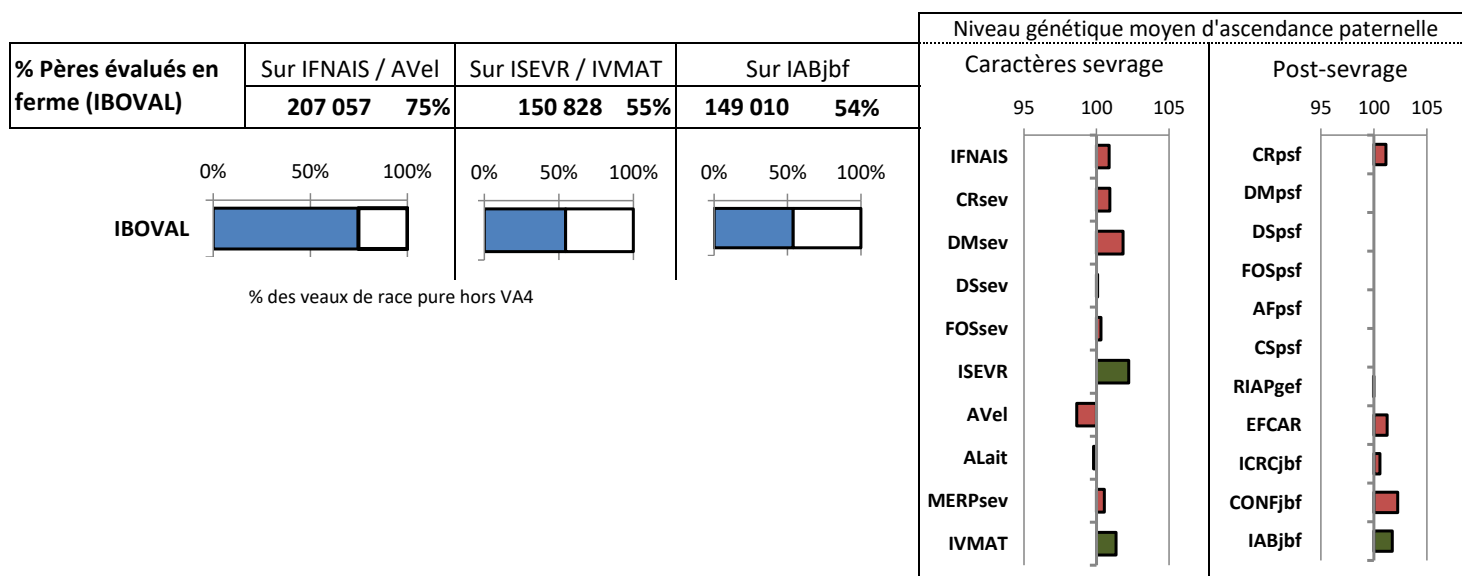 Niveau génétique moyen d'ascendance paternelle
% Pères évalués en ferme (IBOVAL)
Sur IFNAIS / AVel
Sur ISEVR / IVMAT
Sur IABjbf
207 057 75%
150 828 55%
149 010 54%
0% 50% 100%
0% 50% 100%
0% 50% 100%
IBOVAL
% des veaux de race pure hors VA4
Caractères sevrage
95 100 105
IFNAIS
CRsev
DMsev
DSsev
FOSsev
ISEVR
AVel
ALait
MERPsev
IVMAT
Post-sevrage
95 100 105
CRpsf
DMpsf
DSpsf
FOSpsf
AFpsf
CSpsf
RIAPgef
EFCAR
ICRCjbf
CONFjbf
IABjbf